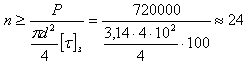 n ≥ P / (πd² / 4 [τ]з) = 720000 / (3,14 · 4 · 10² / 4 · 100) ≈ 24